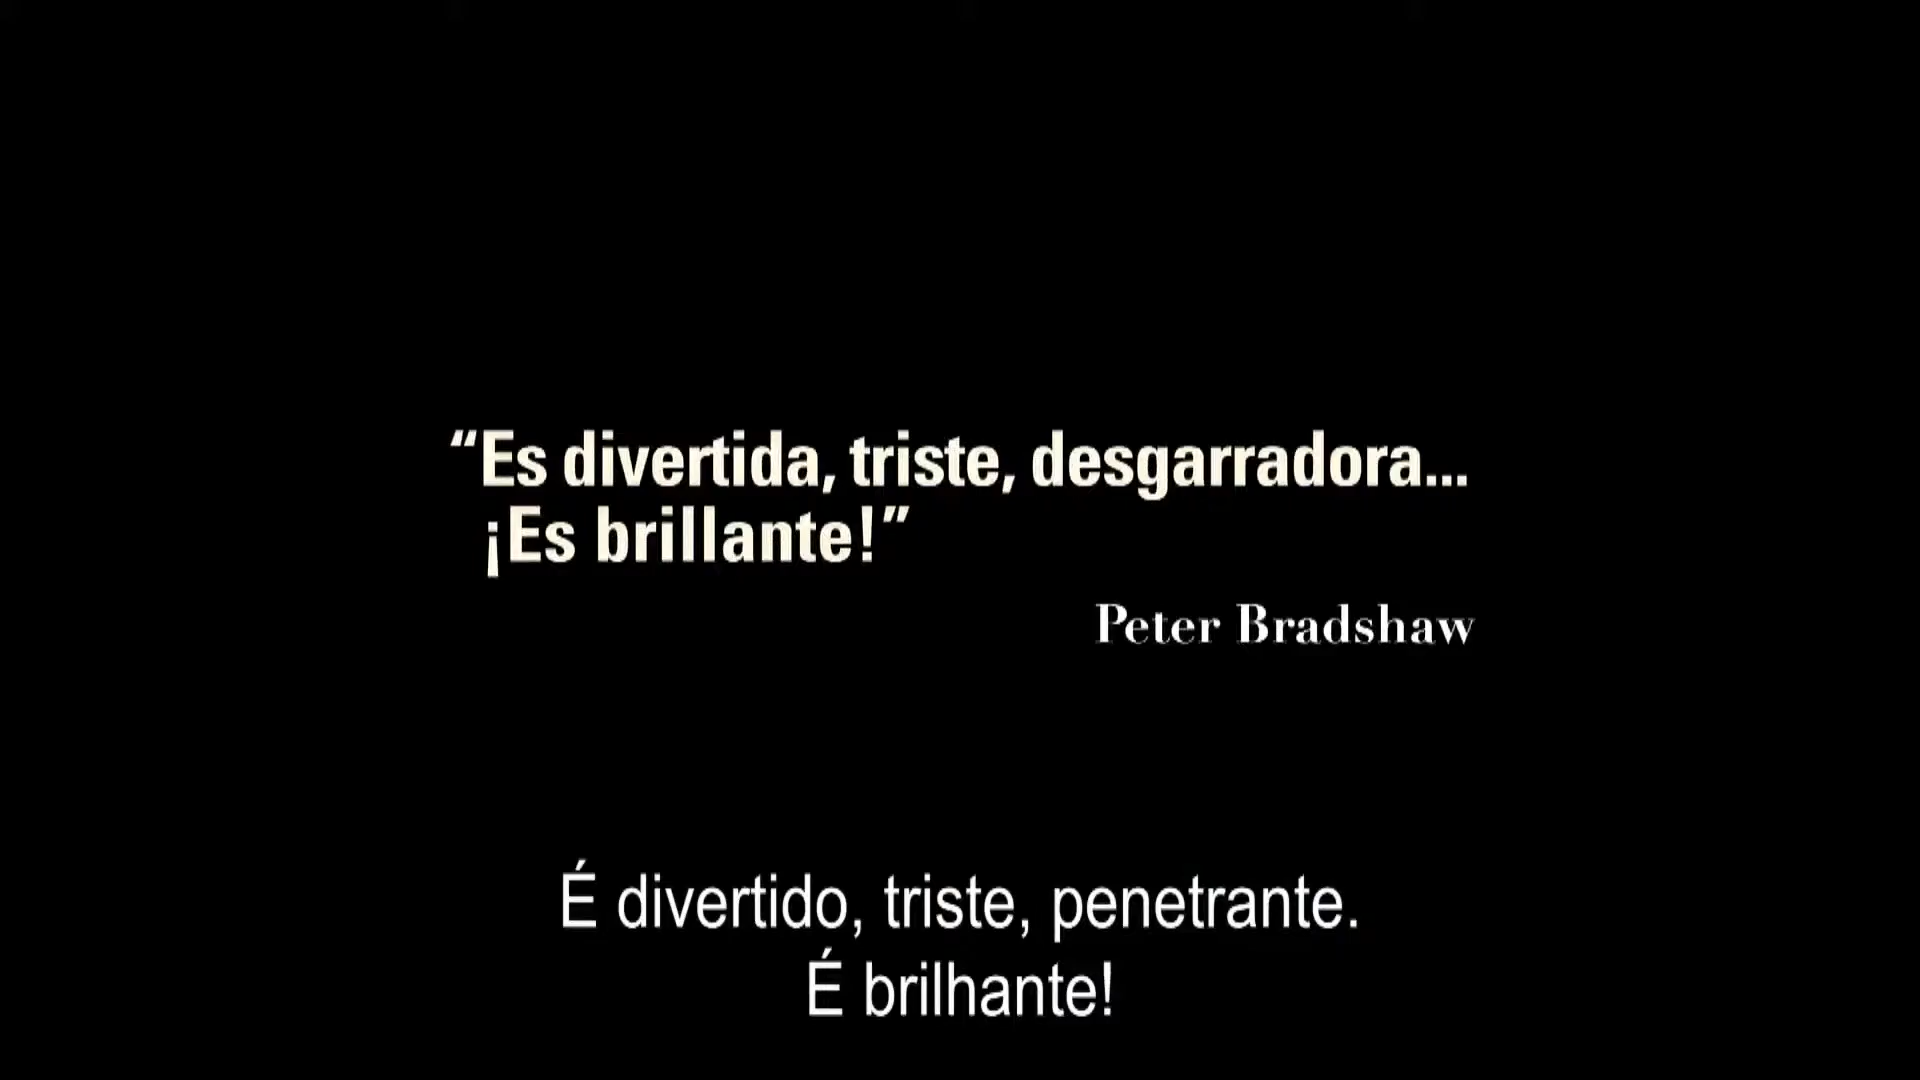 “Es divertida, triste, desgarradora...
¡Es brillante!”
Peter Bradshaw
É divertido, triste, penetrante.
É brilhante!